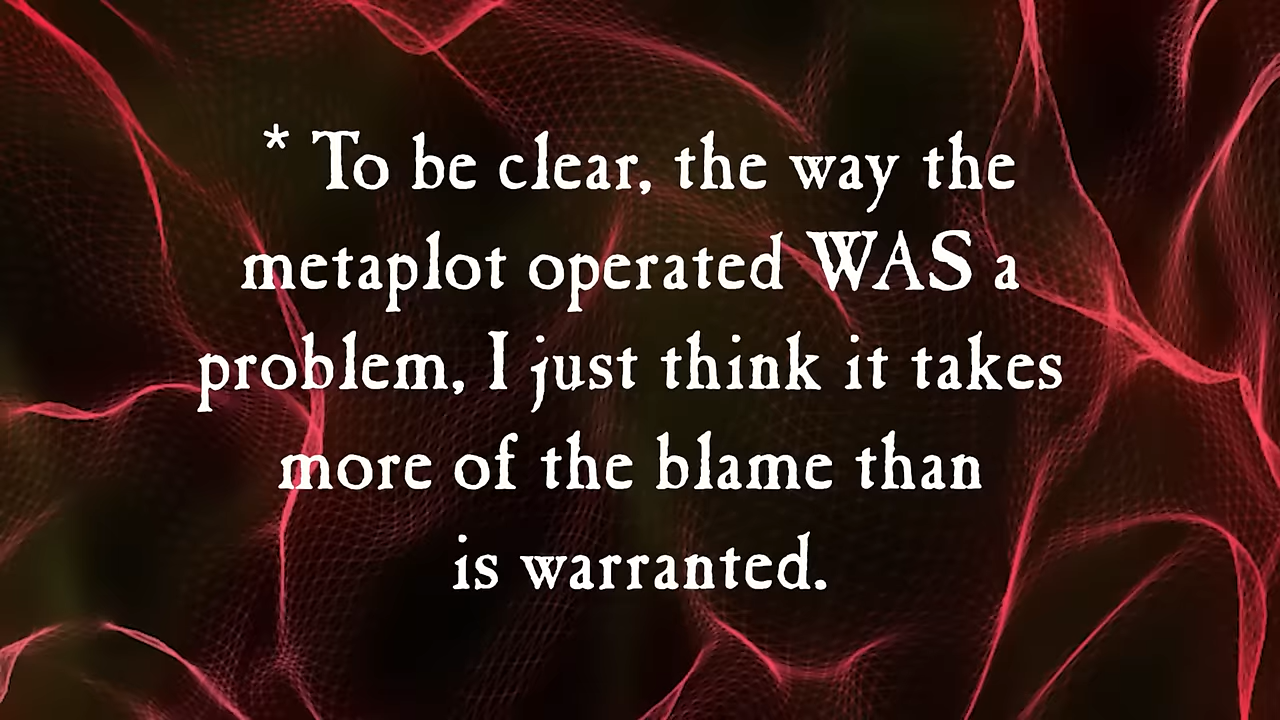 * To be clear, the way the
metaplot operated WAS a
problem, I just think it takes
more of the blame than
is warranted.